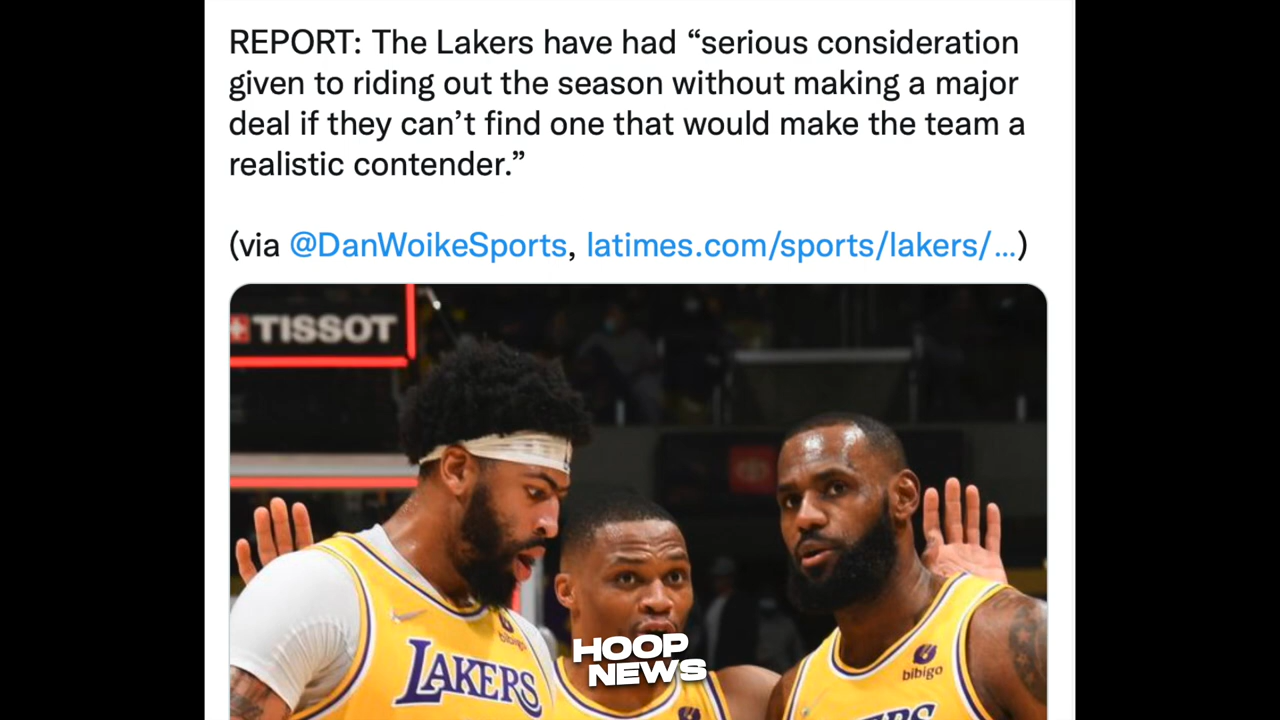 REPORT: The Lakers have had “serious consideration
given to riding out the season without making a major
deal if they can’t find one that would make the team a
realistic contender.”
(via @DanWoikeSports, latimes.com/sports/lakers/...)
TISSOT
bibigo
LAKERS
HOOP
NEWS
bibigo